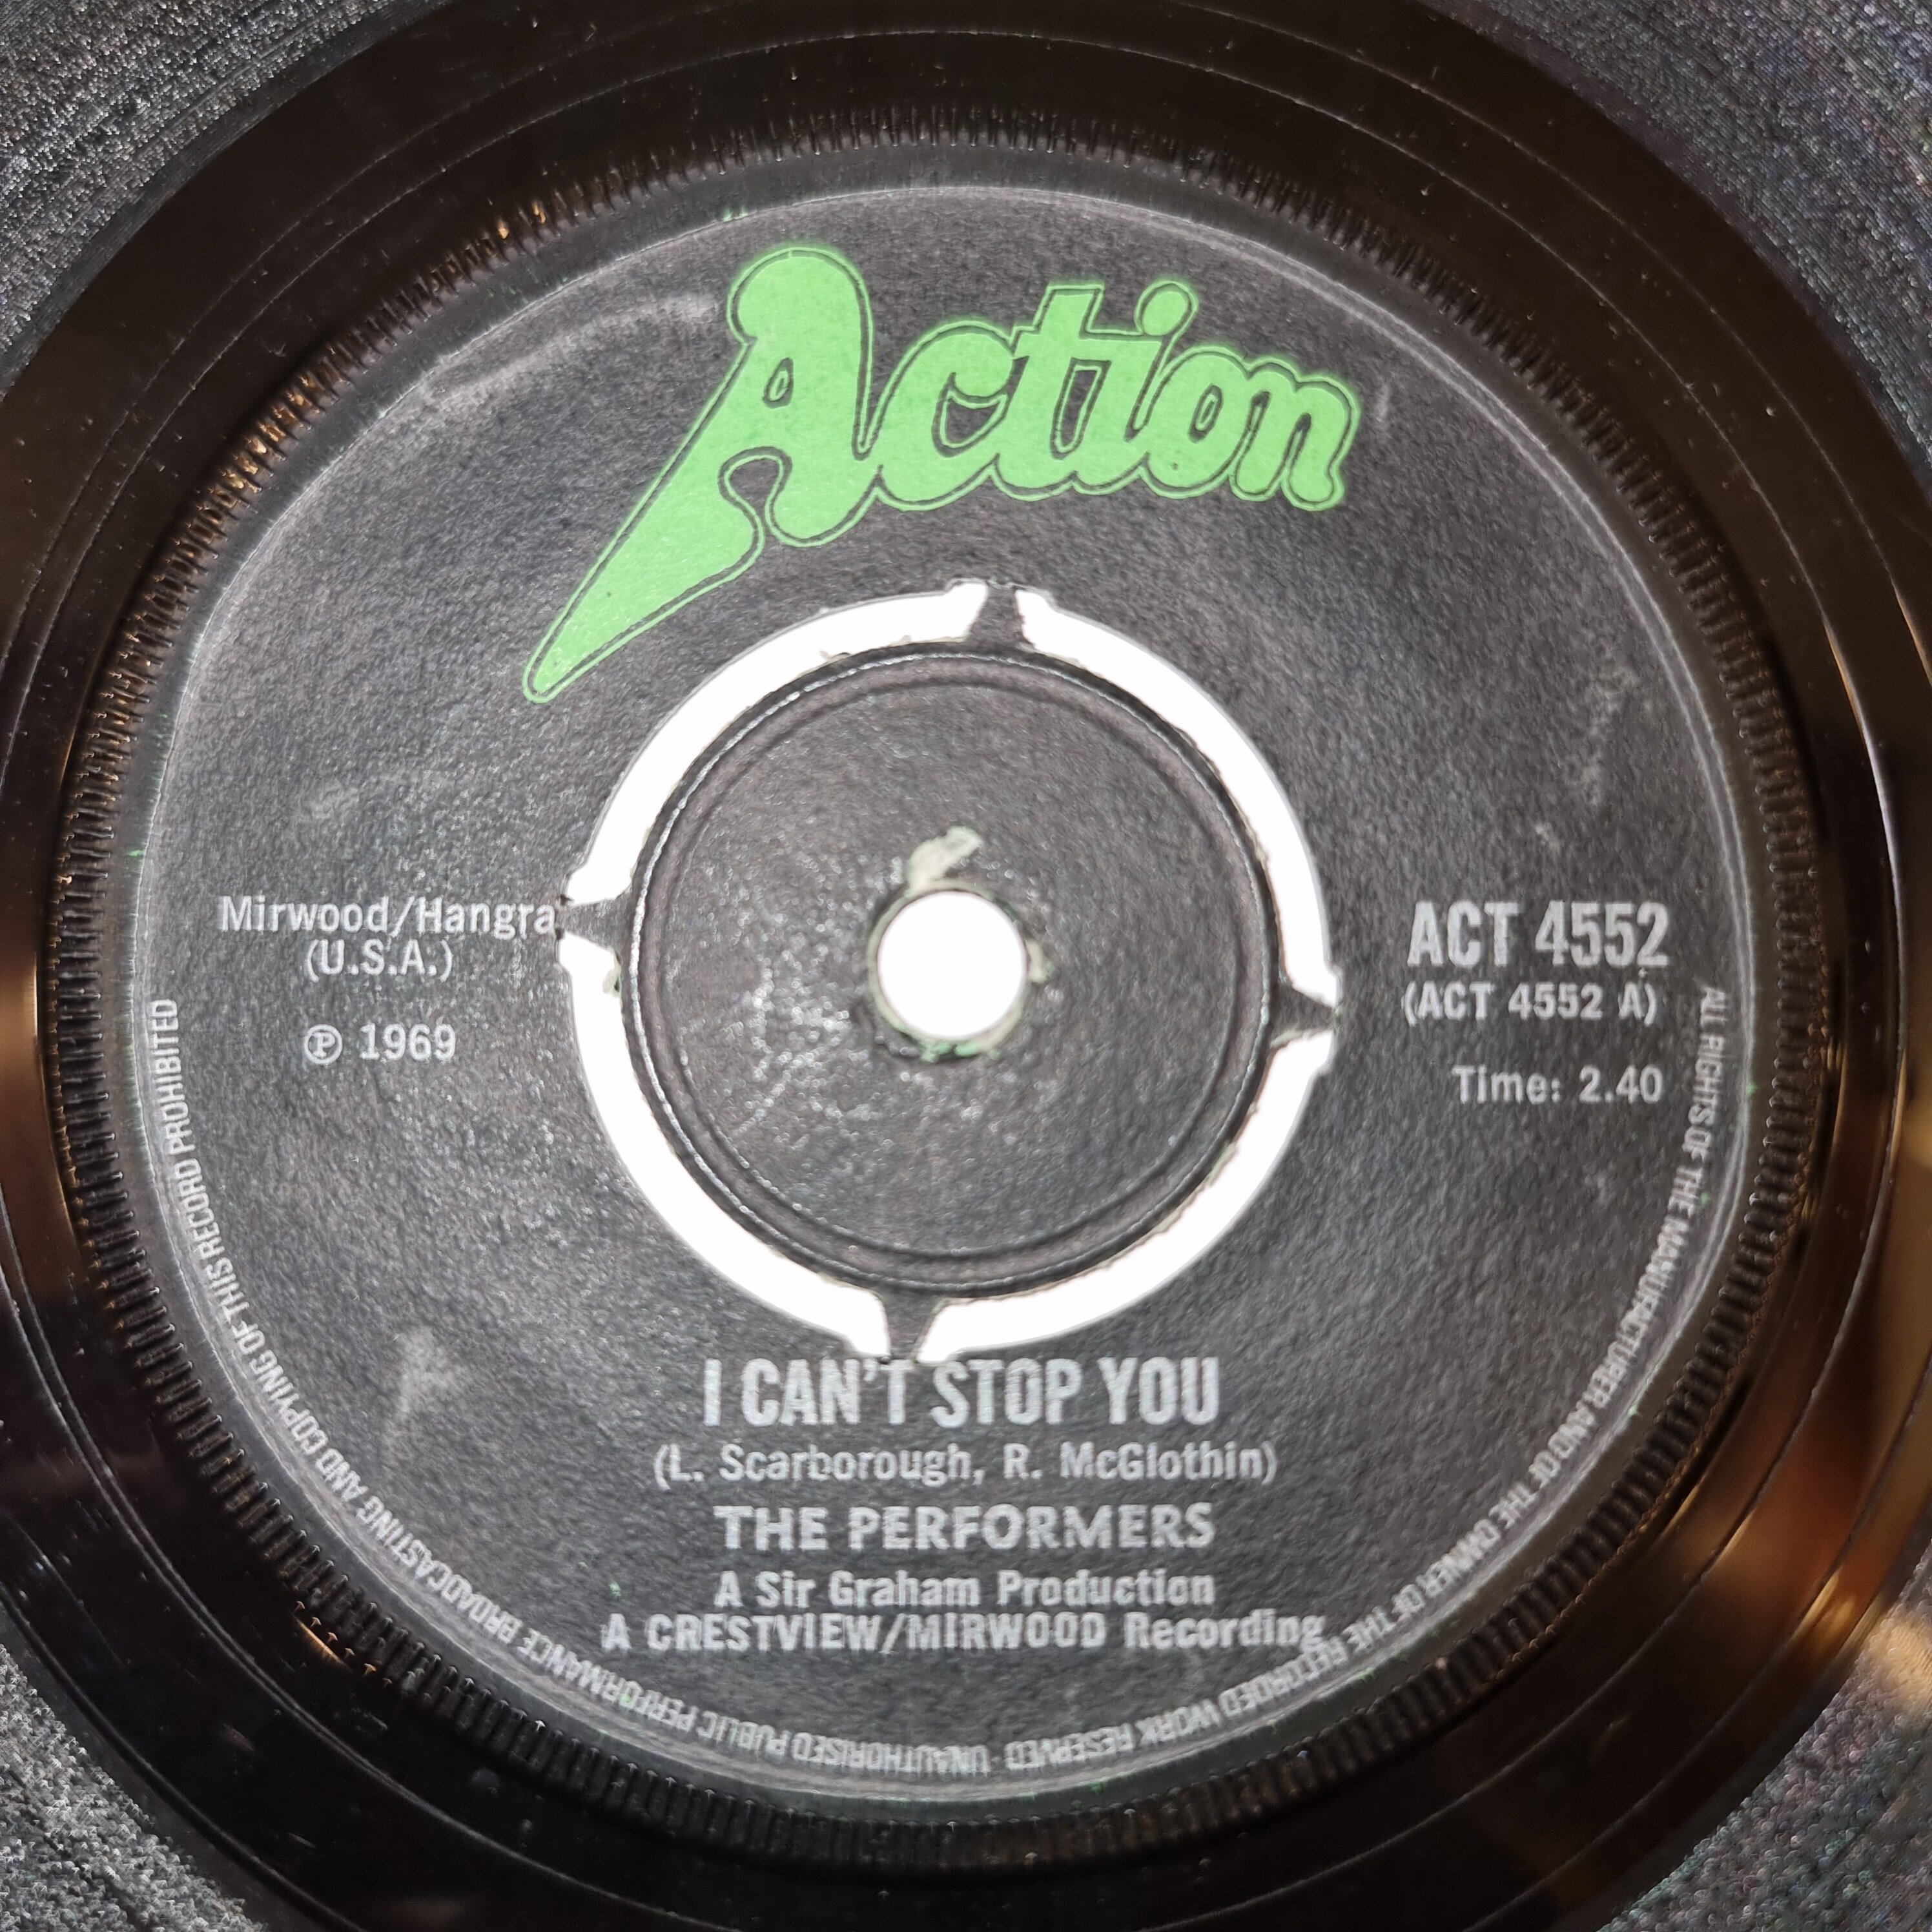 Action
Mirwood/Hangra
(U.S.A.)
℗ 1969
ACT 4552
(ACT 4552 A)
Time: 2.40
I CAN'T STOP YOU
(L. Scarborough, R. McGlothin)
THE PERFORMERS
A Sir Graham Production
A CRESTVIEW/MIRWOOD Recording
ALL RIGHTS OF THE MANUFACTURER AND OF THE OWNER OF THE RECORDED WORK RESERVED · UNAUTHORISED PUBLIC PERFORMANCE BROADCASTING AND COPYING OF THIS RECORD PROHIBITED